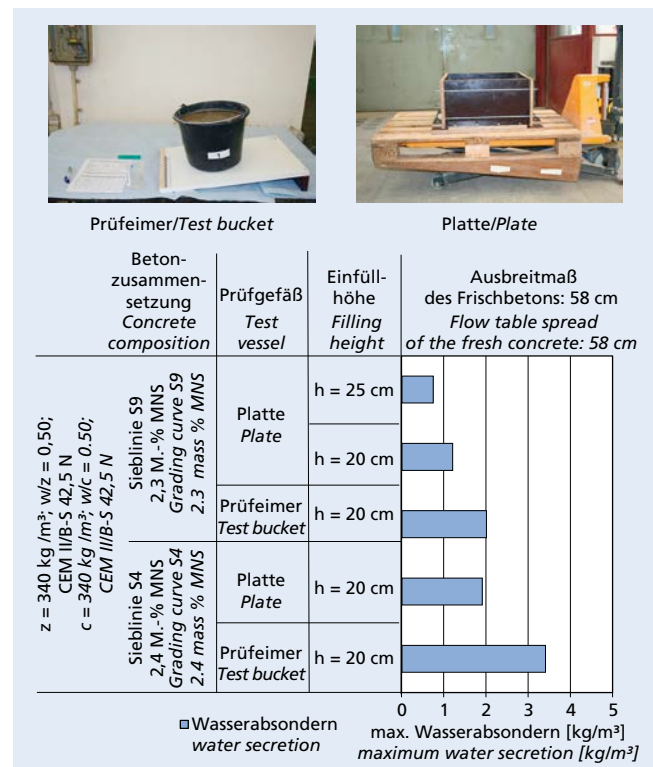 Prüfeimer/Test bucket
Platte/Plate
Beton-
zusammen-
setzung
Concrete
composition
Prüfgefäß
Test
vessel
Einfüll-
höhe
Filling
height
Ausbreitmaß
des Frischbetons: 58 cm
Flow table spread
of the fresh concrete: 58 cm
z = 340 kg /m³; w/z = 0,50;
CEM II/B-S 42,5 N
c = 340 kg /m³; w/c = 0.50;
CEM II/B-S 42,5 N
Sieblinie S9
2,3 M.-% MNS
Grading curve S9
2.3 mass % MNS
Platte
Plate
h = 25 cm
h = 20 cm
Prüfeimer
Test bucket
h = 20 cm
Sieblinie S4
2,4 M.-% MNS
Grading curve S4
2.4 mass % MNS
Platte
Plate
h = 20 cm
Prüfeimer
Test bucket
h = 20 cm
0 1 2 3 4 5
Wasserabsondern
water secretion
max. Wasserabsondern [kg/m³]
maximum water secretion [kg/m³]